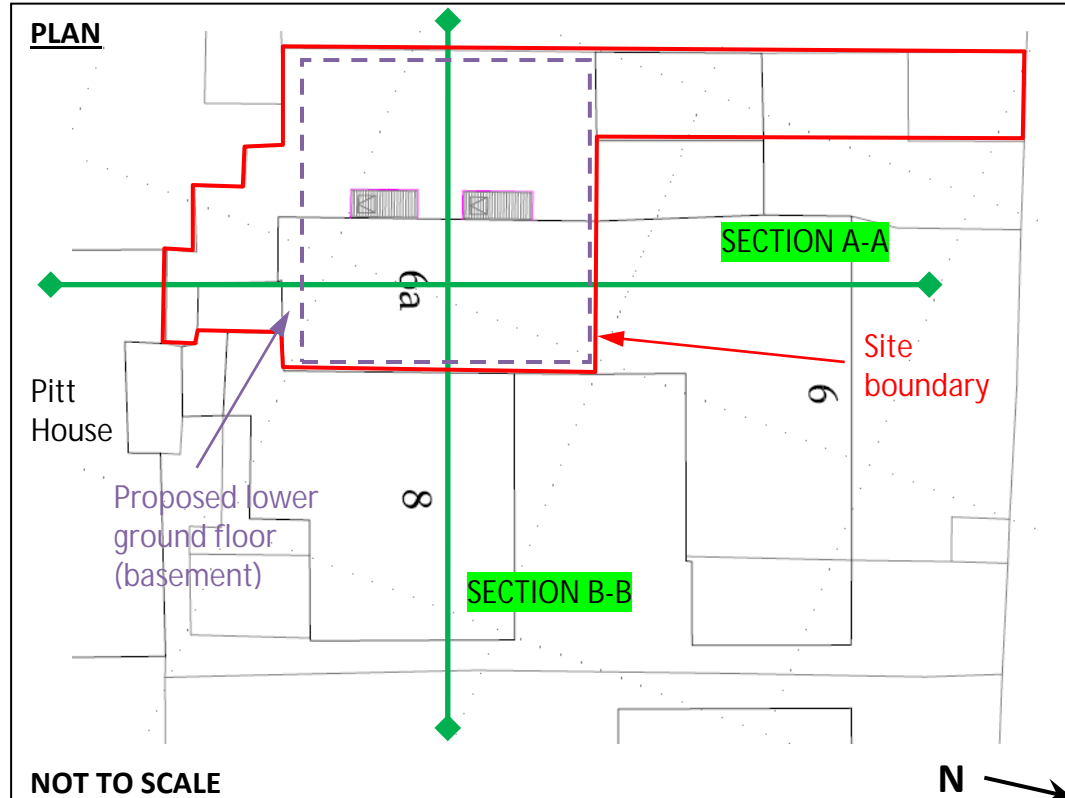 PLAN
SECTION A-A
6a
Site
boundary
6
Pitt
House
Proposed lower
ground floor
(basement)
8
SECTION B-B
NOT TO SCALE
N